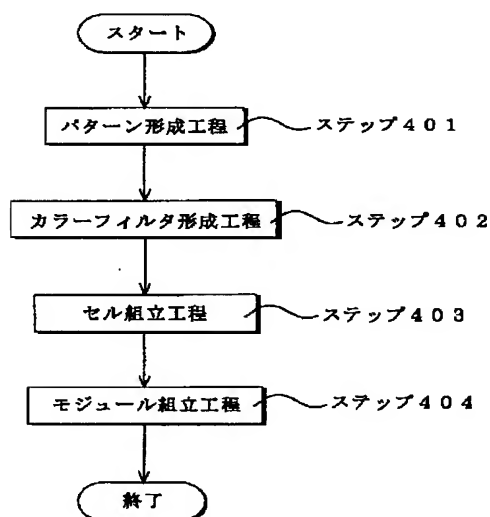 スタート
パターン形成工程 ステップ401
カラーフィルタ形成工程 ステップ402
セル組立工程 ステップ403
モジュール組立工程 ステップ404
終了